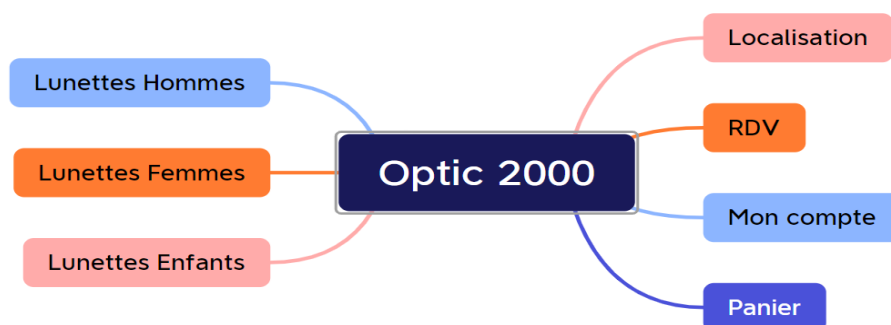 Optic 2000
Lunettes Hommes
Lunettes Femmes
Lunettes Enfants
Localisation
RDV
Mon compte
Panier